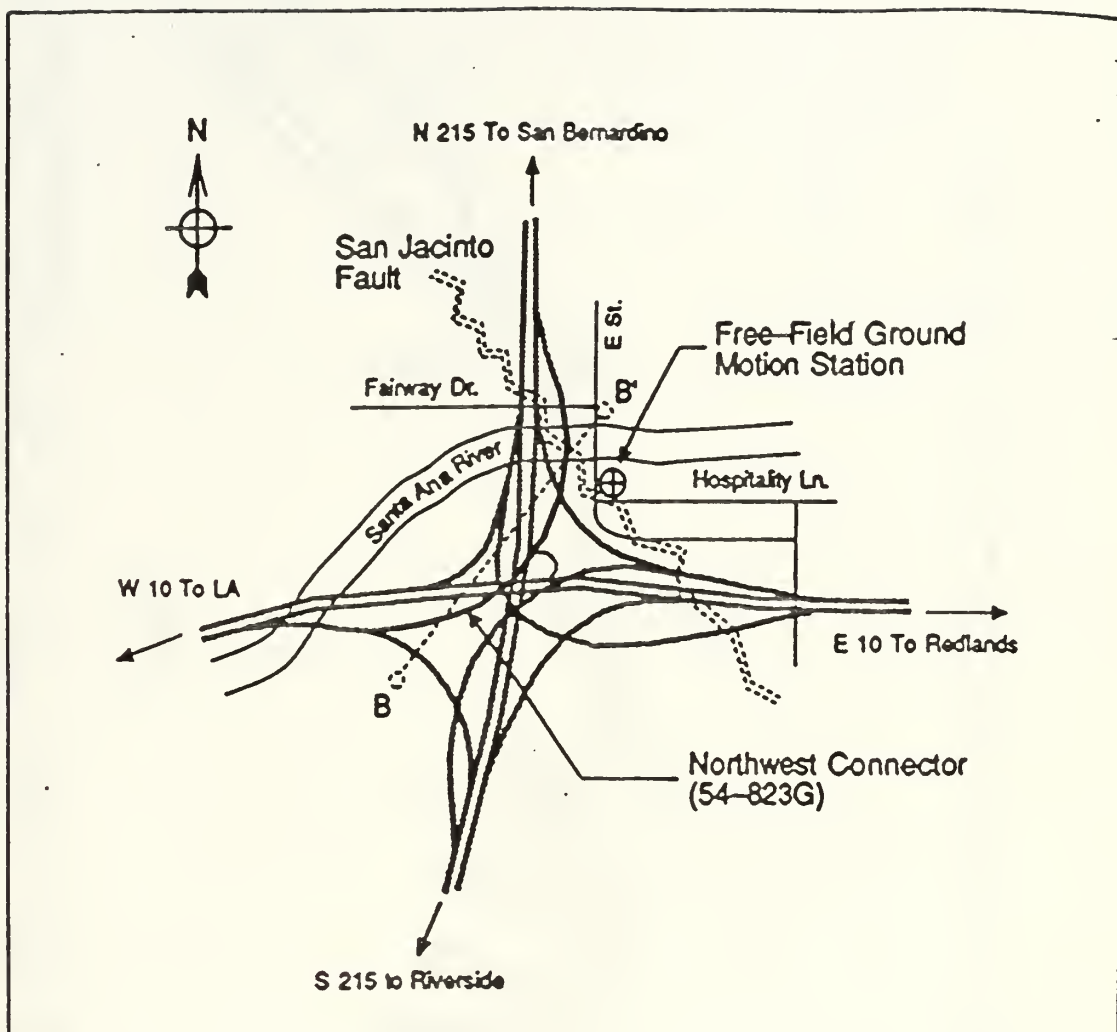 N
N 215 To San Bernardino
San Jacinto
Fault
E St.
Free-Field Ground
Motion Station
Fairway Dr.
B'
Santa Ana River
Hospitality Ln.
W 10 To LA
E 10 To Redlands
B
Northwest Connector
(54-823G)
S 215 to Riverside